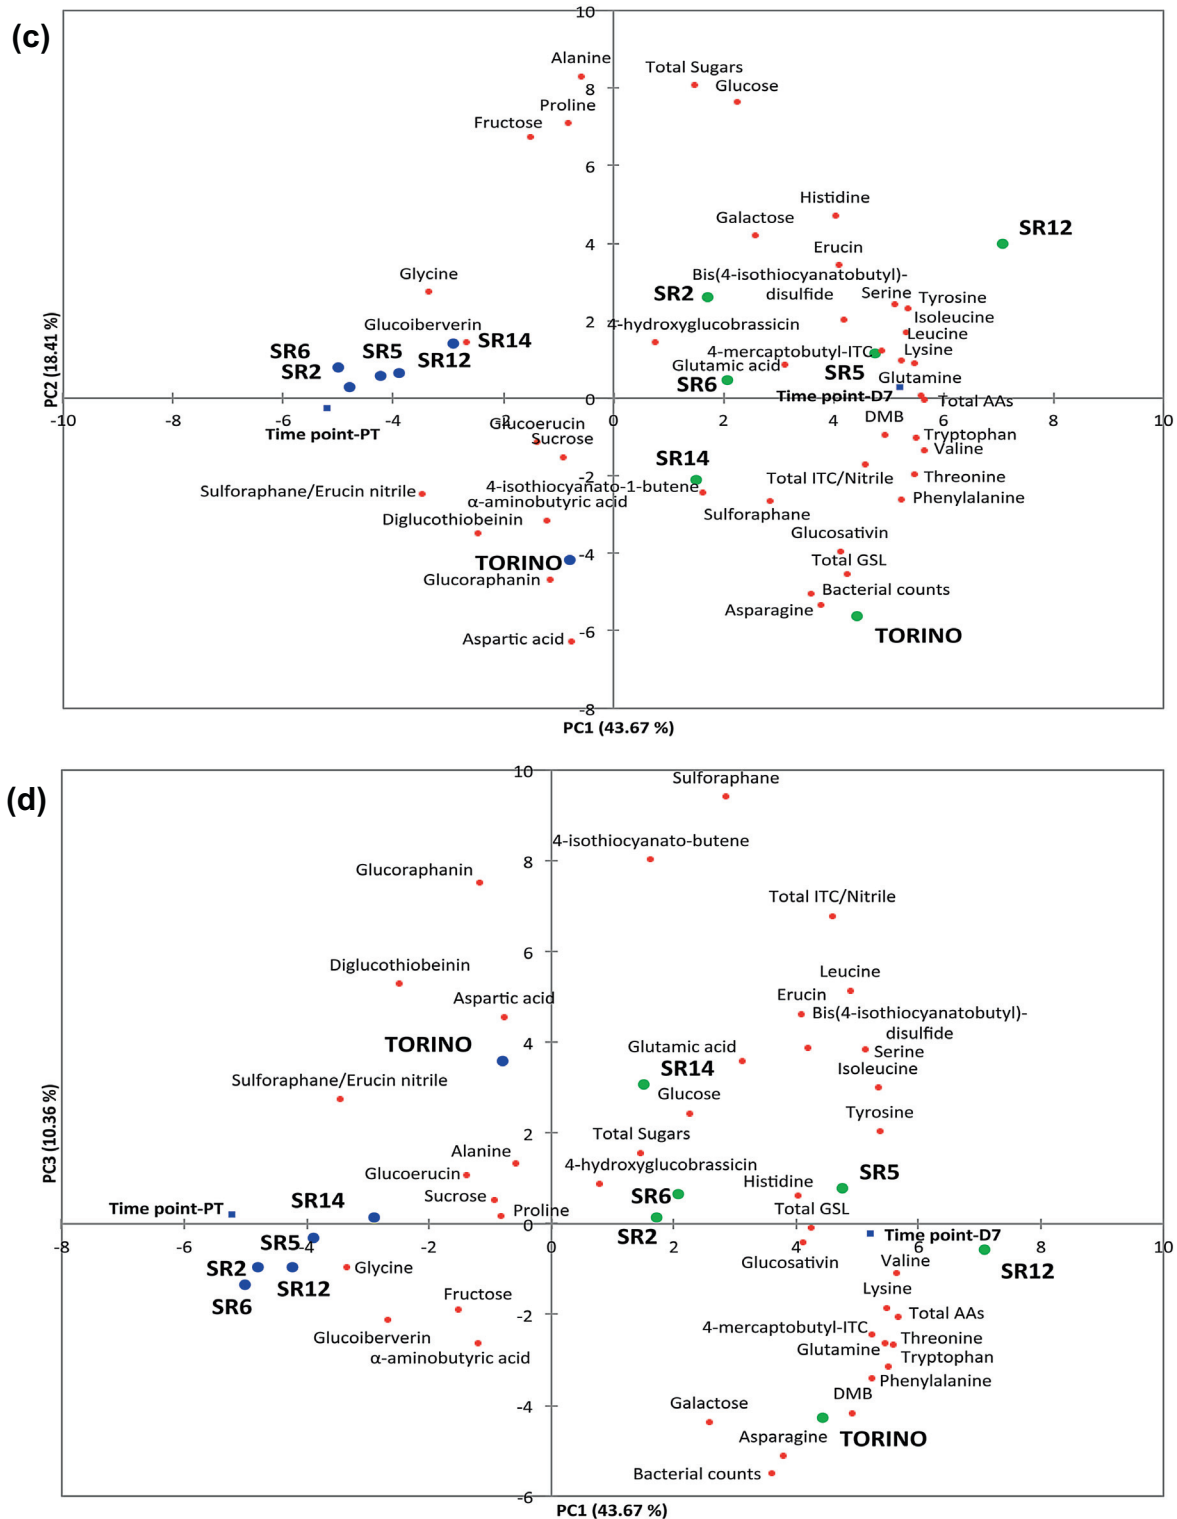 (c)
10
Alanine
Total Sugars
Glucose
8
Proline
Fructose
6
Histidine
Galactose
SR12
4
Erucin
Glycine
Bis(4-isothiocyanatobutyl)-
disulfide
SR2
Serine
Tyrosine
Isoleucine
2
Glucoiberverin
4-hydroxyglucobrassicin
Leucine
SR14
SR6
SR5
SR12
4-mercaptobutyl-ITC
Lysine
SR2
Glutamic acid
SR5
Glutamine
SR6
Time point-D7
Total AAs
PC2 (18.41 %)
-10
-8
-6
-4
-2
0
0
2
4
6
8
10
Time point-PT
Glucoerucin
Sucrose
DMB
Tryptophan
Valine
SR14
-2
Total ITC/Nitrile
Threonine
Sulforaphane/Erucin nitrile
4-isothiocyanato-1-butene
α-aminobutyric acid
Phenylalanine
Diglucothiobeinin
Sulforaphane
Glucosativin
-4
TORINO
Total GSL
Glucoraphanin
Bacterial counts
Asparagine
-6
TORINO
Aspartic acid
-8
PC1 (43.67 %)
(d)
10
Sulforaphane
4-isothiocyanato-butene
8
Glucoraphanin
Total ITC/Nitrile
6
Diglucothiobeinin
Leucine
Aspartic acid
Erucin
Bis(4-isothiocyanatobutyl)-
disulfide
4
TORINO
Glutamic acid
Serine
SR14
Isoleucine
Sulforaphane/Erucin nitrile
Glucose
Tyrosine
2
Total Sugars
Alanine
4-hydroxyglucobrassicin
Glucoerucin
SR5
Histidine
SR14
Sucrose
SR6
Time point-PT
Proline
Total GSL
PC3 (10.36 %)
0
SR2
Time point-D7
-8
-6
-4
-2
0
2
4
6
8
10
SR5
SR2
SR12
Glycine
Glucosativin
Valine
SR12
SR6
Lysine
Fructose
-2
Total AAs
Glucoiberverin
4-mercaptobutyl-ITC
Threonine
α-aminobutyric acid
Glutamine
Tryptophan
Phenylalanine
DMB
-4
Galactose
Asparagine
TORINO
Bacterial counts
-6
PC1 (43.67 %)